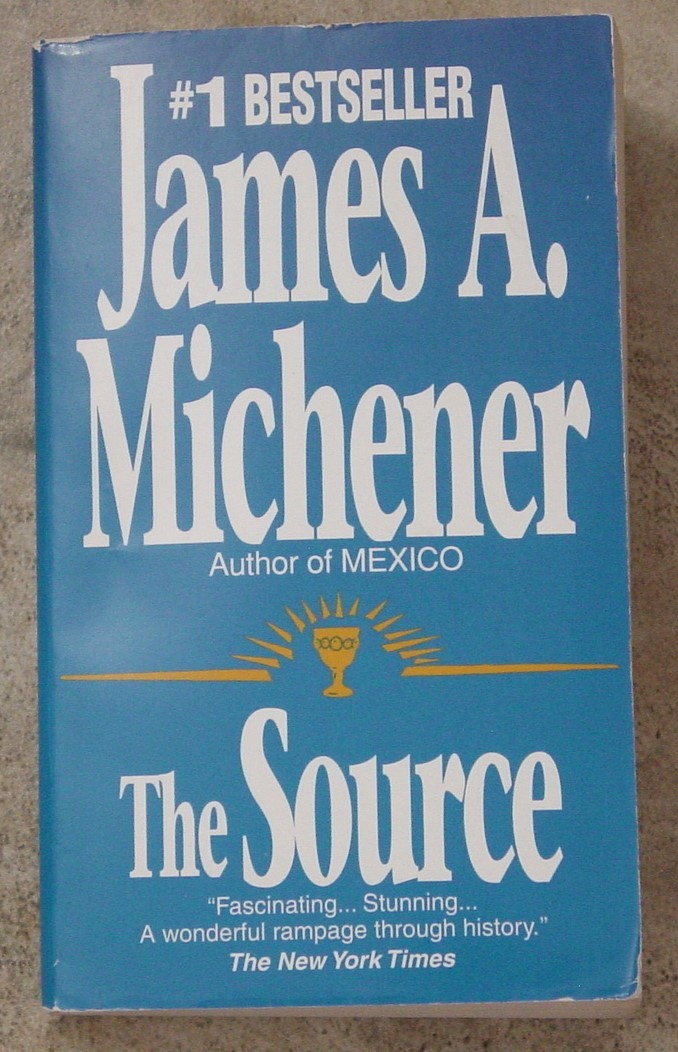 #1 BESTSELLER
James A.
Michener
Author of MEXICO
The Source
“Fascinating... Stunning...
A wonderful rampage through history.”
The New York Times